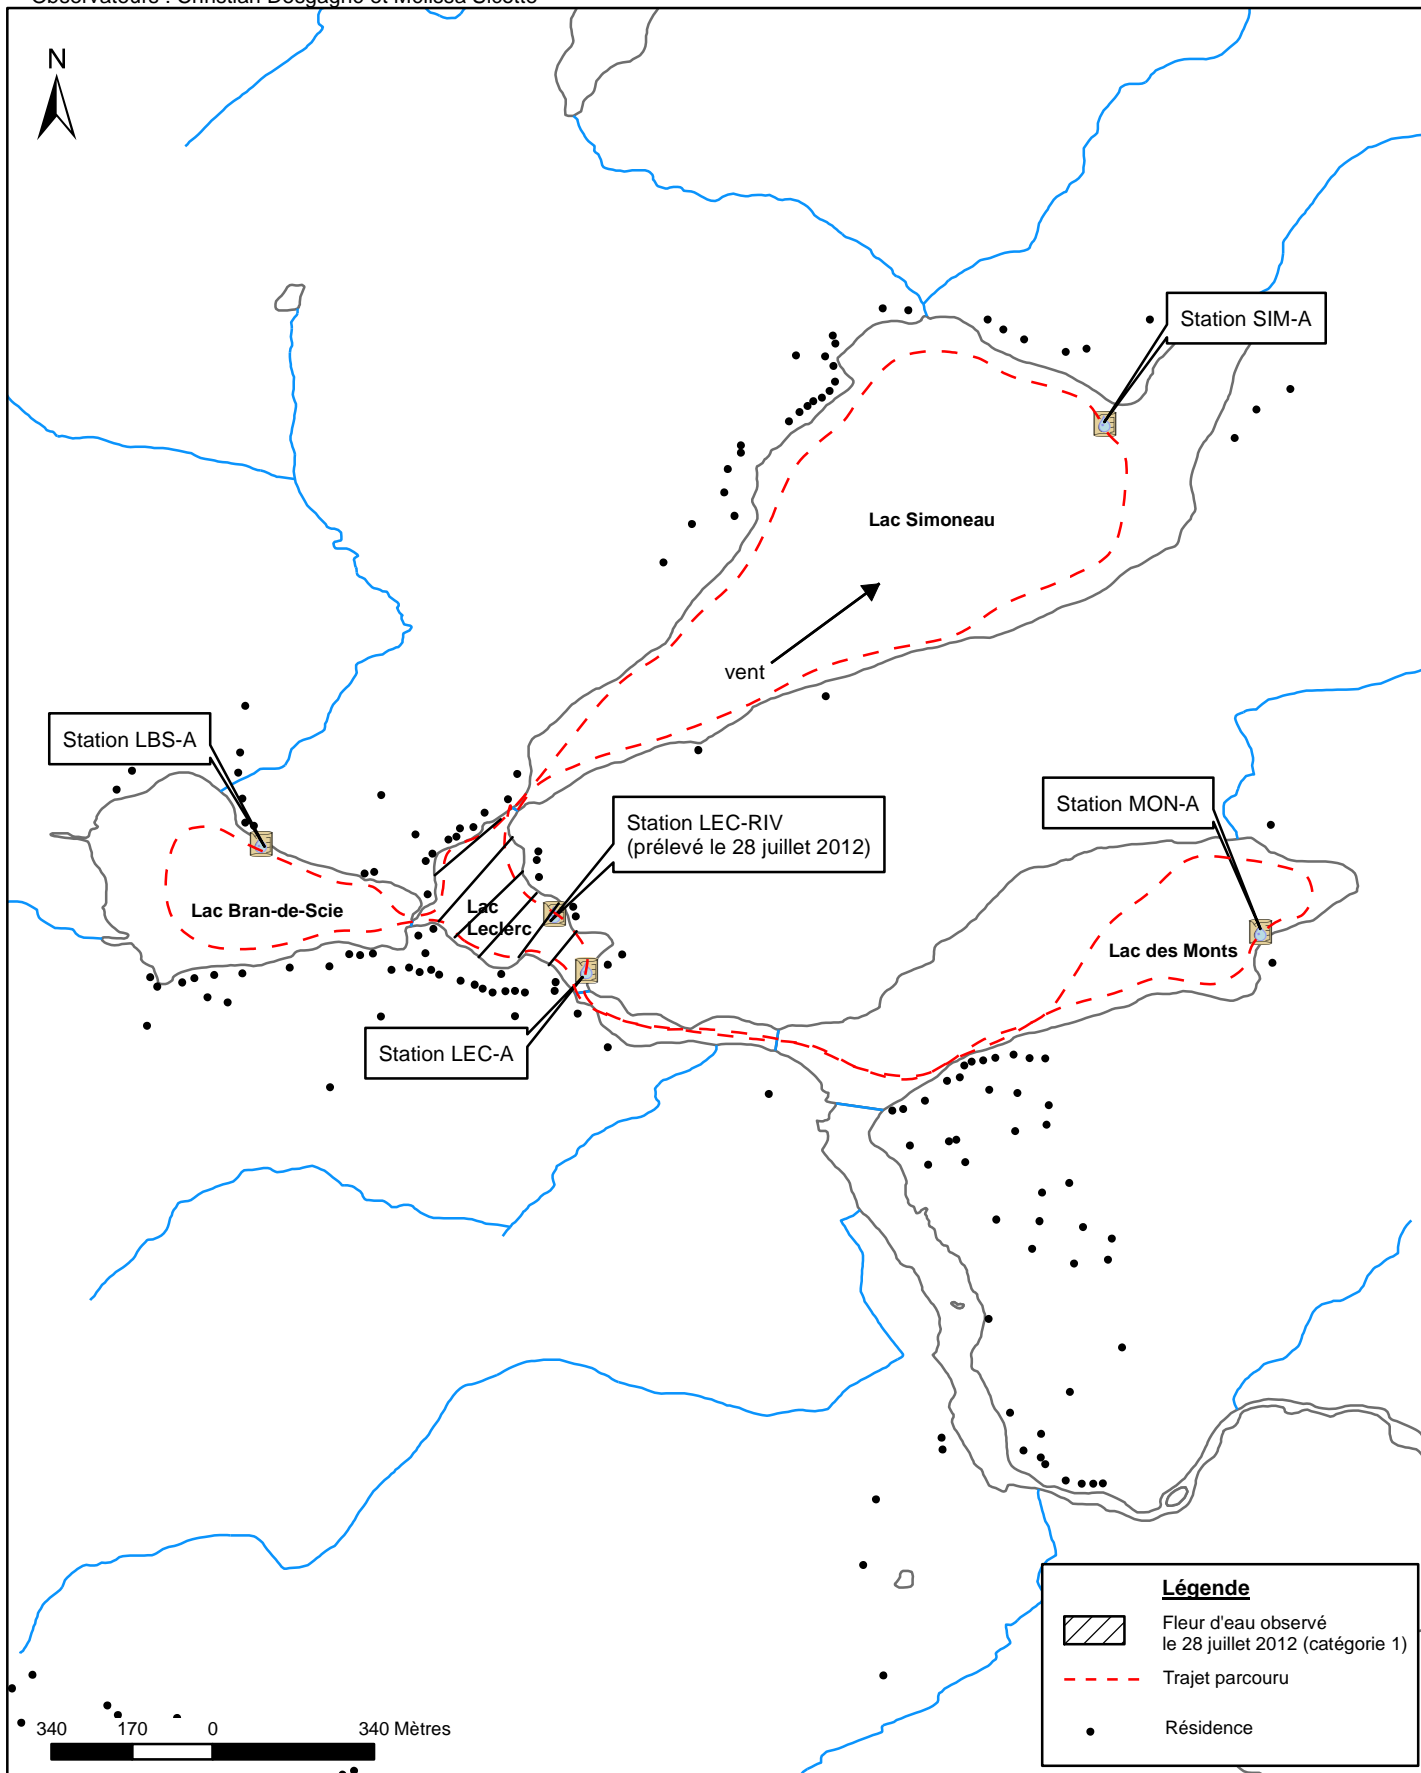 N
Station SIM-A
Lac Simoneau
vent
Station LBS-A
Station LEC-RIV
(prélevé le 28 juillet 2012)
Station MON-A
Lac Bran-de-Scie
Lac
Leclerc
Lac des Monts
Station LEC-A
Légende
Fleur d'eau observé
le 28 juillet 2012 (catégorie 1)
Trajet parcouru
Résidence
340 170 0 340 Mètres